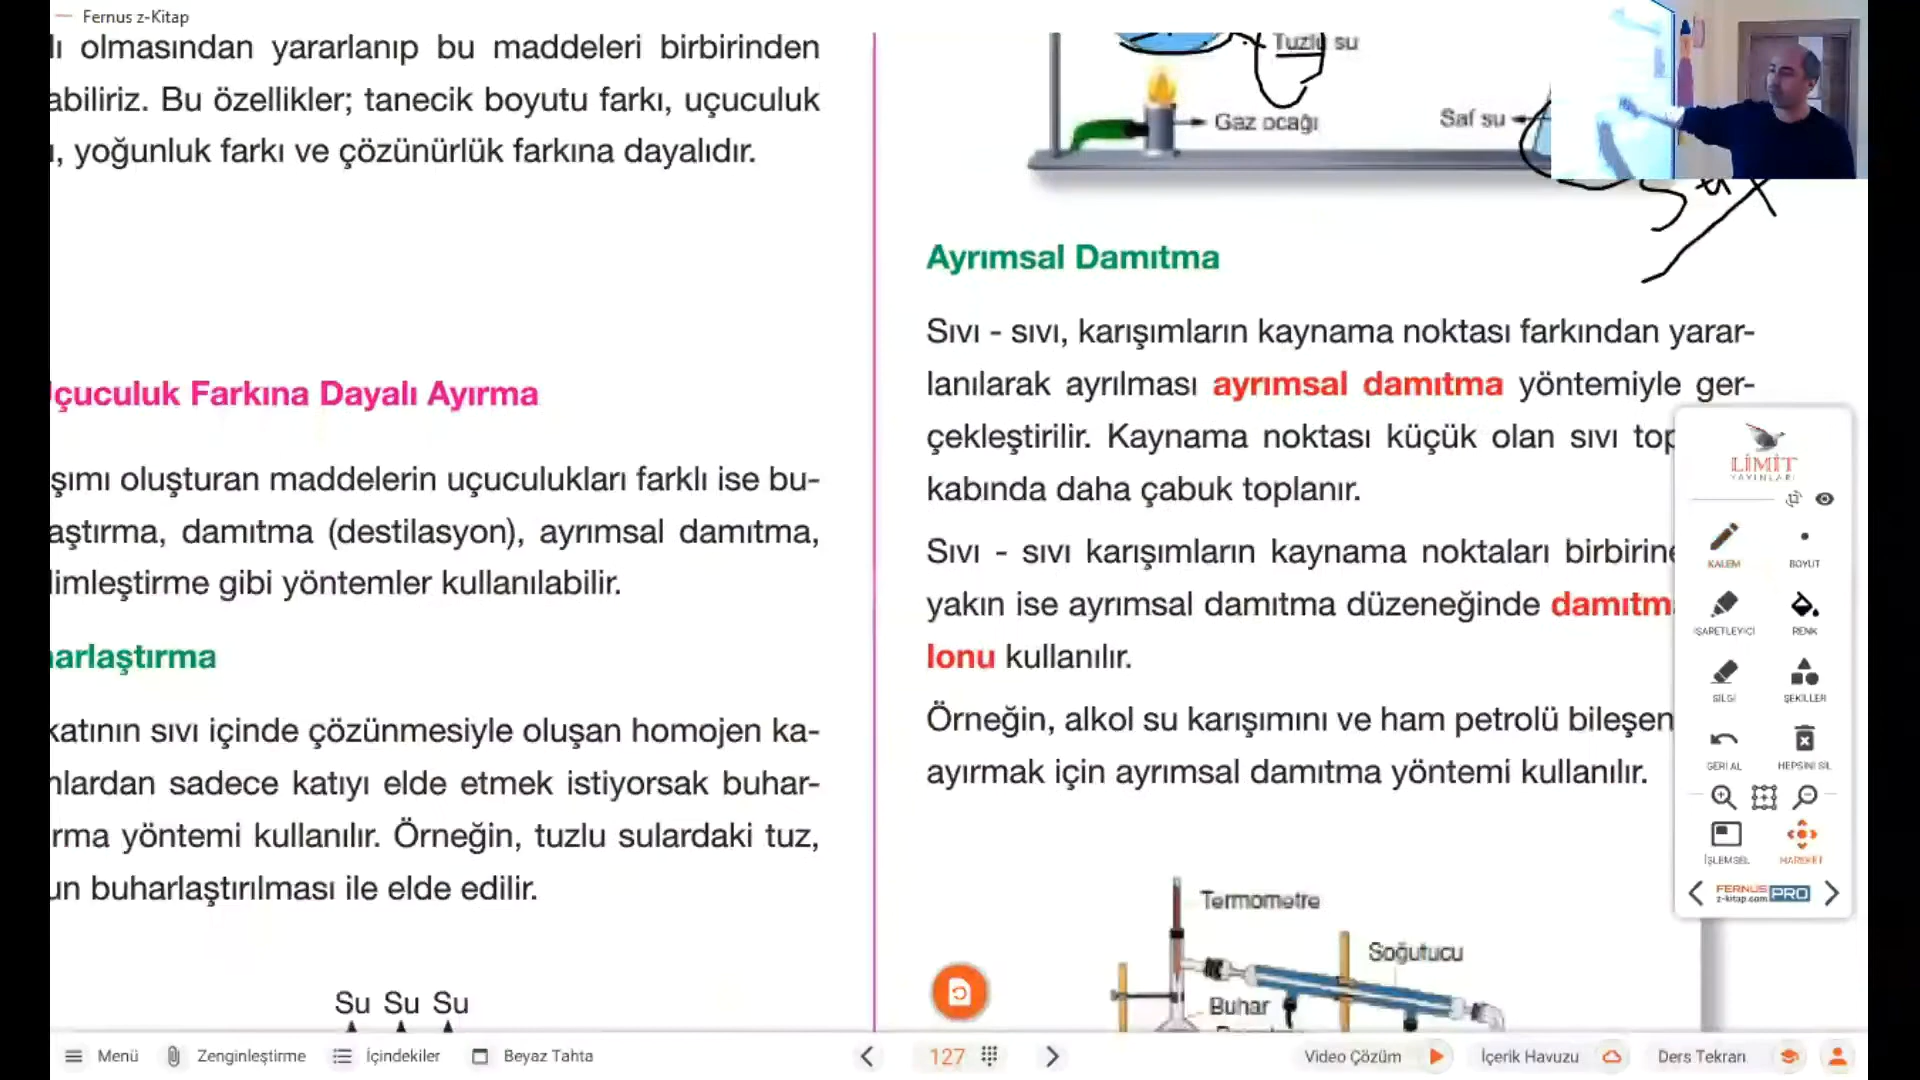 Fernus z-Kitap
lı olmasından yararlanıp bu maddeleri birbirinden
abiliriz. Bu özellikler; tanecik boyutu farkı, uçuculuk
ı, yoğunluk farkı ve çözünürlük farkına dayalıdır.
çuculuk Farkına Dayalı Ayırma
şımı oluşturan maddelerin uçuculukları farklı ise bu-
aştırma, damıtma (destilasyon), ayrımsal damıtma,
limleştirme gibi yöntemler kullanılabilir.
arlaştırma
katının sıvı içinde çözünmesiyle oluşan homojen ka-
nlardan sadece katıyı elde etmek istiyorsak buhar-
rma yöntemi kullanılır. Örneğin, tuzlu sulardaki tuz,
un buharlaştırılması ile elde edilir.
Su Su Su
Tuzlu su
Gaz ocağı
Saf su
Saf
Ayrımsal Damıtma
Sıvı - sıvı, karışımların kaynama noktası farkından yarar-
lanılarak ayrılması ayrımsal damıtma yöntemiyle ger-
çekleştirilir. Kaynama noktası küçük olan sıvı top
kabında daha çabuk toplanır.
Sıvı - sıvı karışımların kaynama noktaları birbirine
yakın ise ayrımsal damıtma düzeneğinde damıtm
lonu kullanılır.
Örneğin, alkol su karışımını ve ham petrolü bileşen
ayırmak için ayrımsal damıtma yöntemi kullanılır.
Termometre
Soğutucu
Buhar
LİMİT
YAYINLARI
KALEM
BOYUT
İŞARETLEYİCİ
RENK
SİLGİ
ŞEKİLLER
GERİ AL
HEPSİNİ SİL
İŞLEMSEL
HAREKET
FERNUS PRO
z-kitap.com
Menü
Zenginleştirme
İçindekiler
Beyaz Tahta
127
Video Çözüm
İçerik Havuzu
Ders Tekrarı